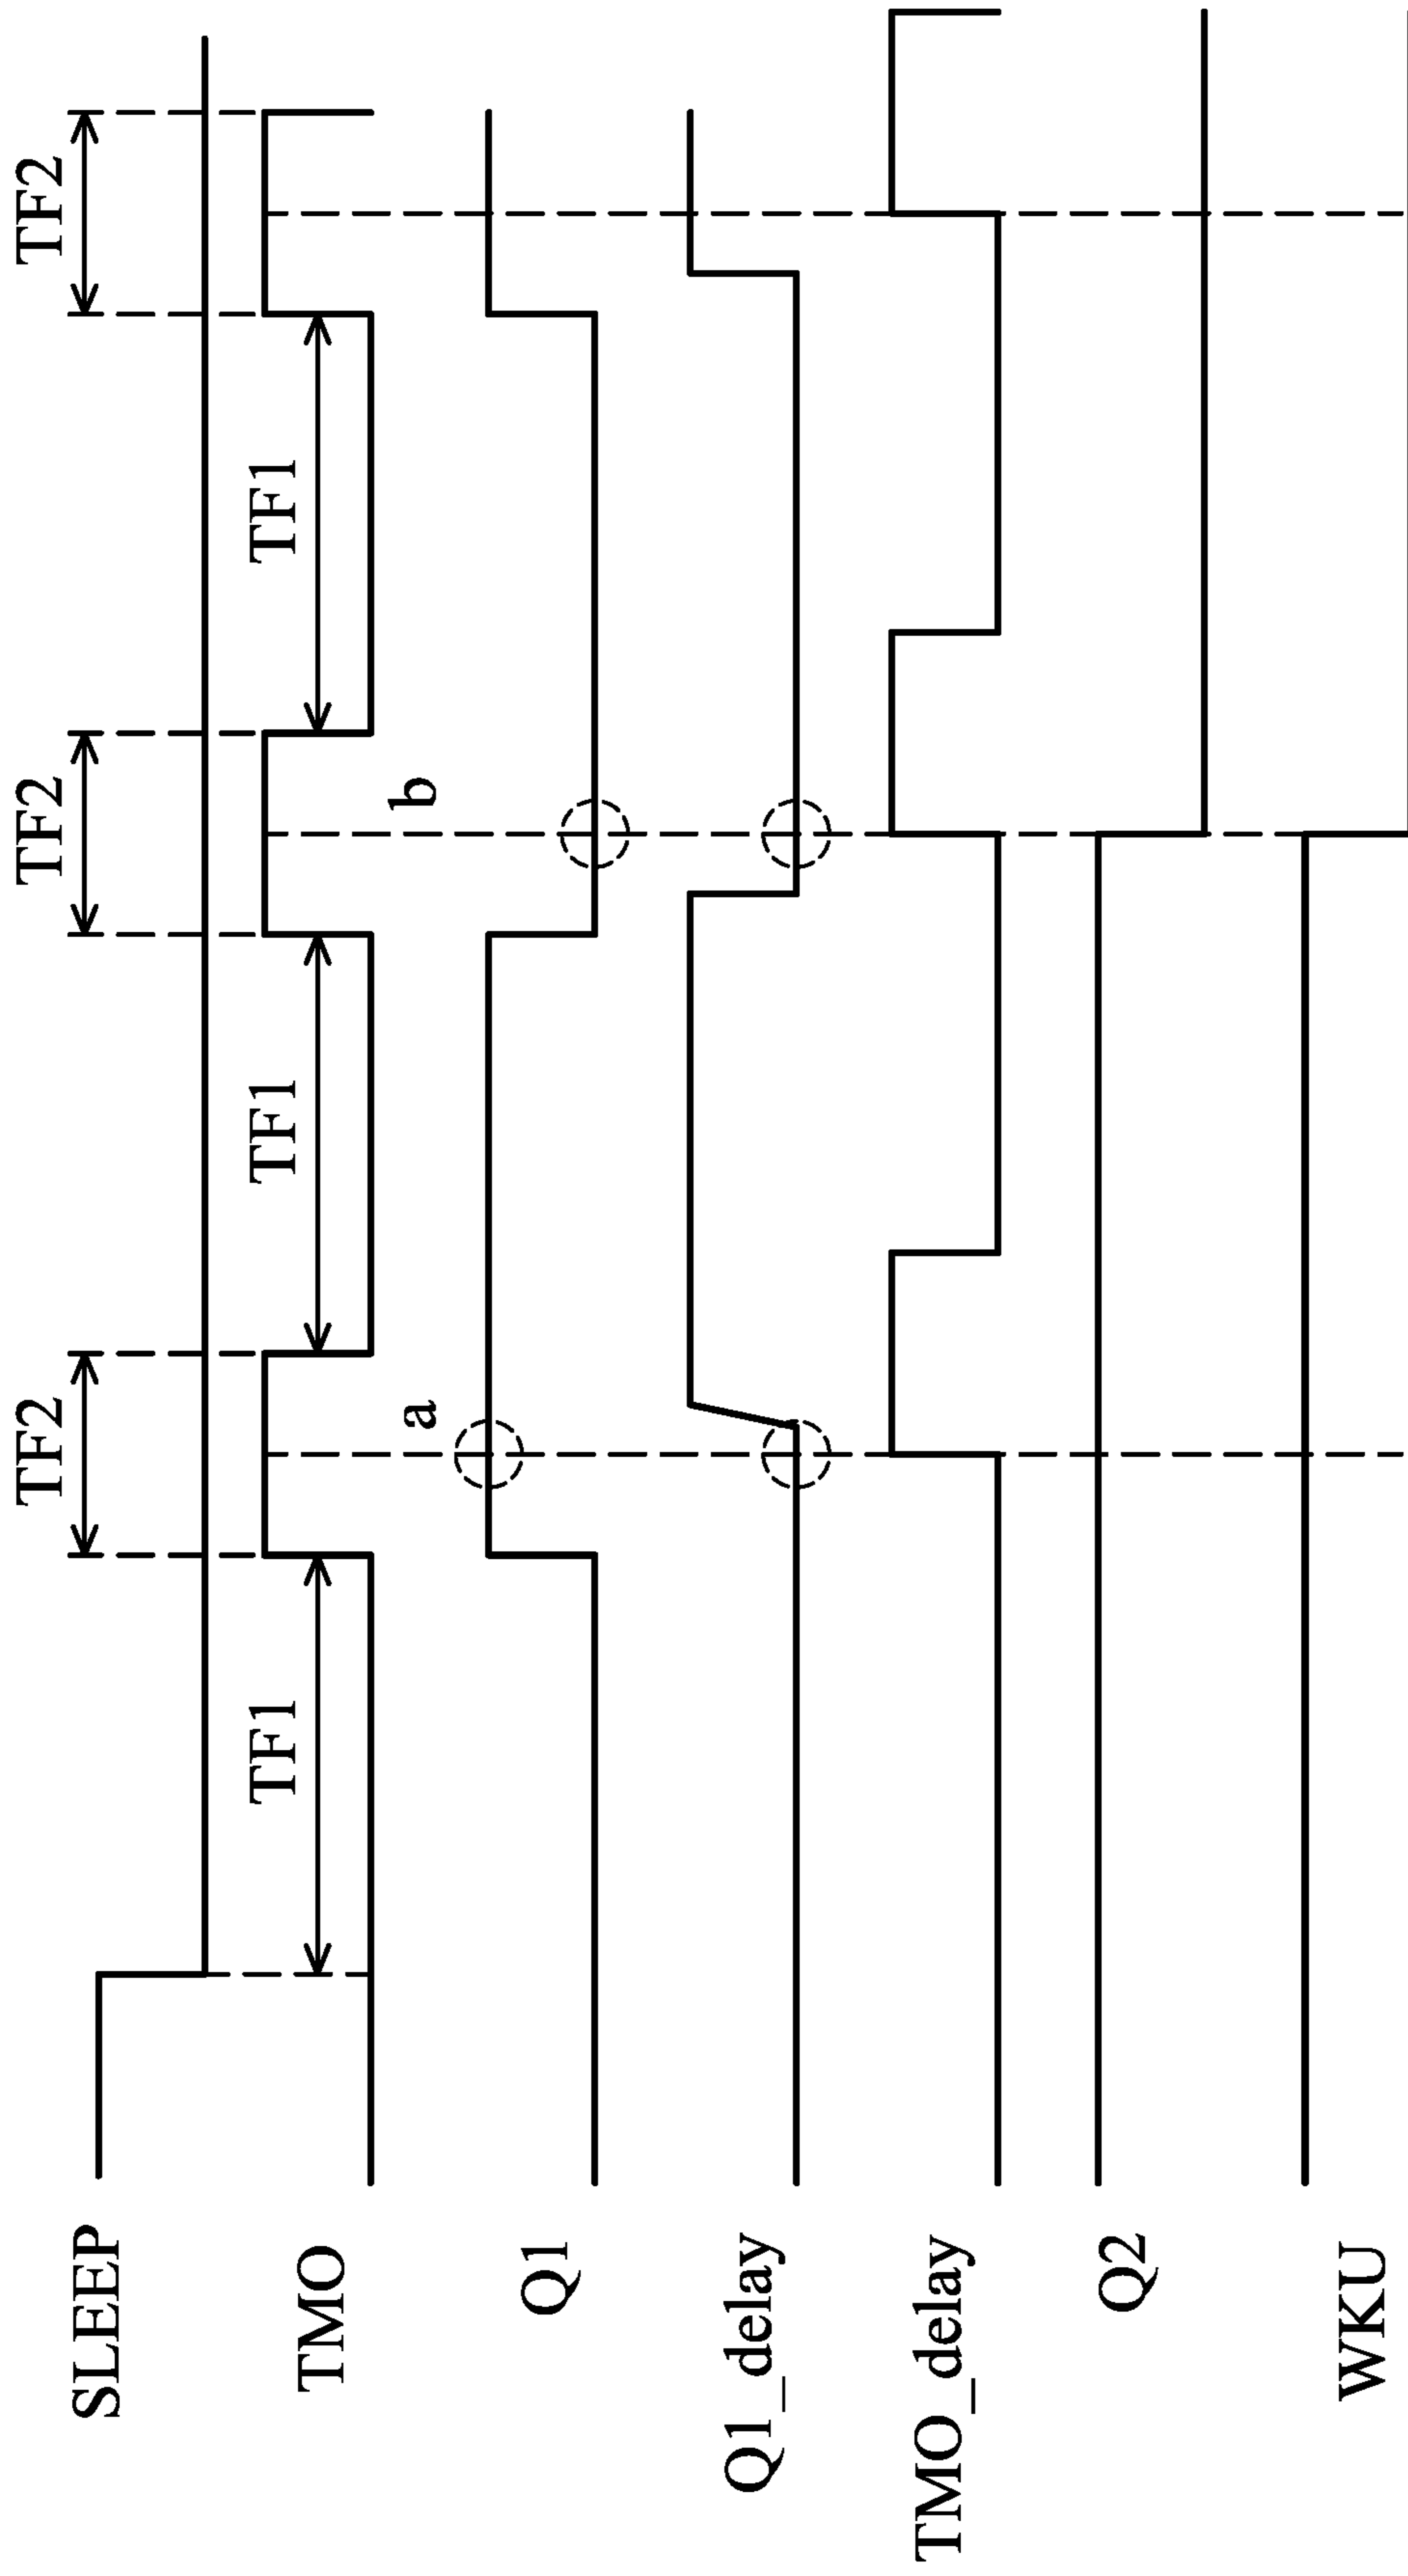 TF2 TF2 TF2
SLEEP
TF1 TF1 TF1
TMO
a b
Q1
Q1_delay
TMO_delay
Q2
WKU